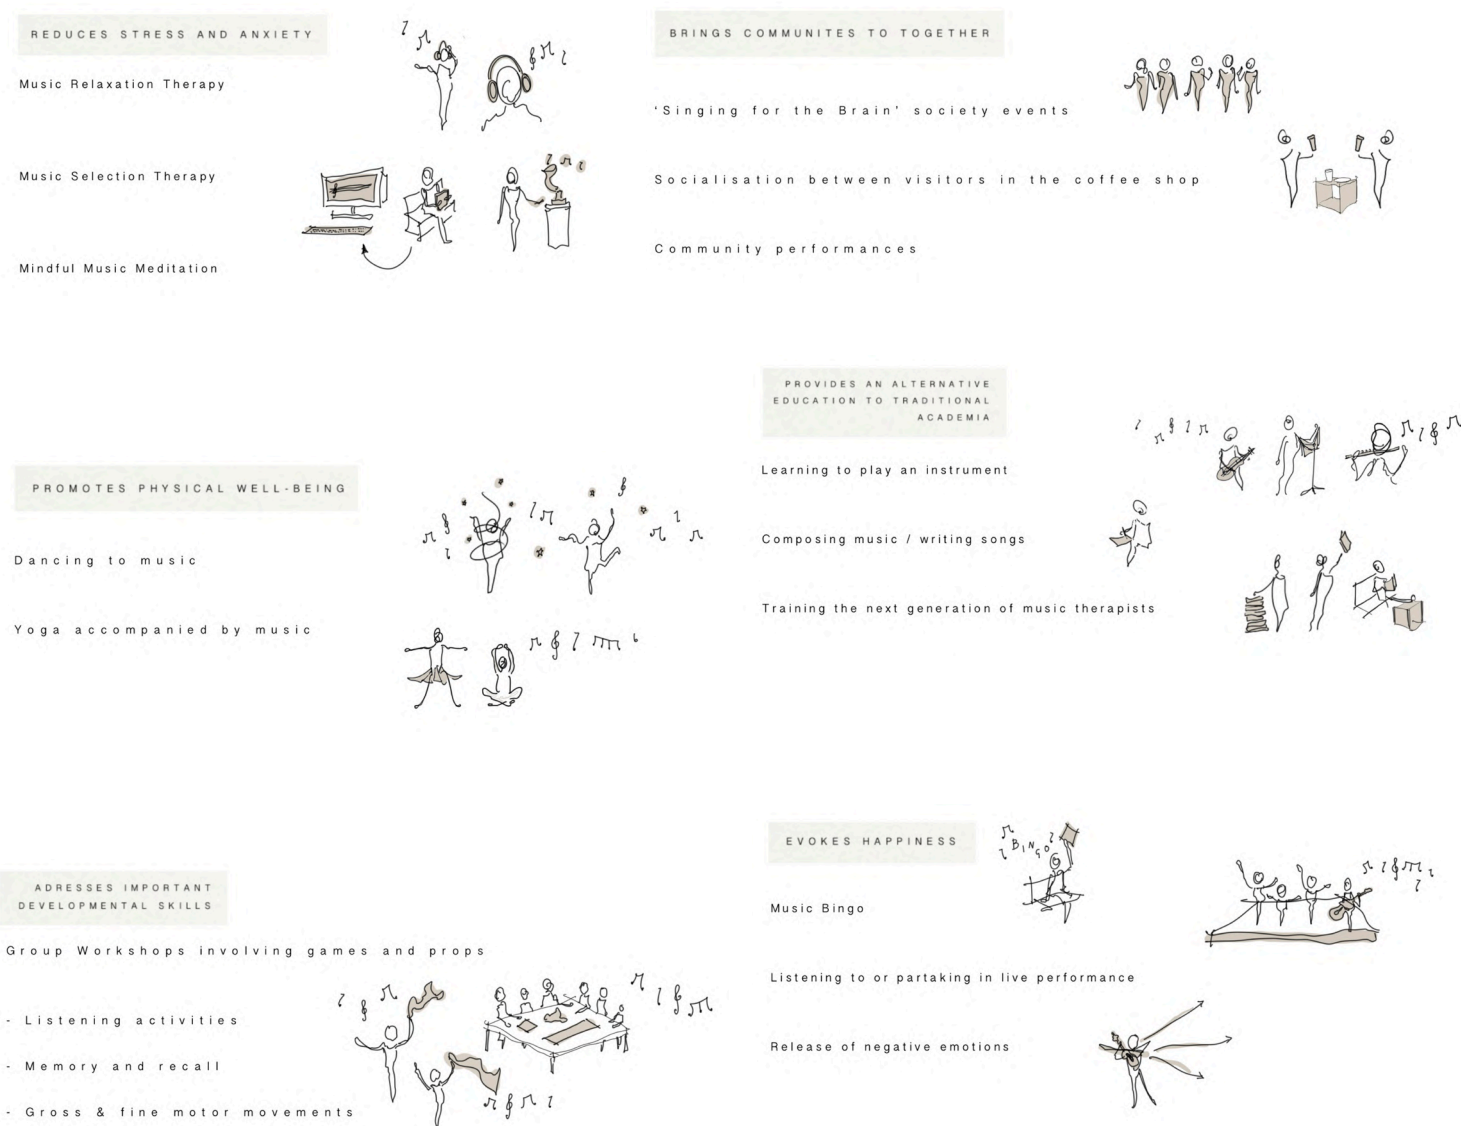 REDUCES STRESS AND ANXIETY
Music Relaxation Therapy
Music Selection Therapy
Mindful Music Meditation
BRINGS COMMUNITES TO TOGETHER
'Singing for the Brain' society events
Socialisation between visitors in the coffee shop
Community performances
PROMOTES PHYSICAL WELL-BEING
Dancing to music
Yoga accompanied by music
PROVIDES AN ALTERNATIVE
EDUCATION TO TRADITIONAL
ACADEMIA
Learning to play an instrument
Composing music / writing songs
Training the next generation of music therapists
ADRESSES IMPORTANT
DEVELOPMENTAL SKILLS
Group Workshops involving games and props
- Listening activities
- Memory and recall
- Gross & fine motor movements
EVOKES HAPPINESS
BINGO
Music Bingo
Listening to or partaking in live performance
Release of negative emotions